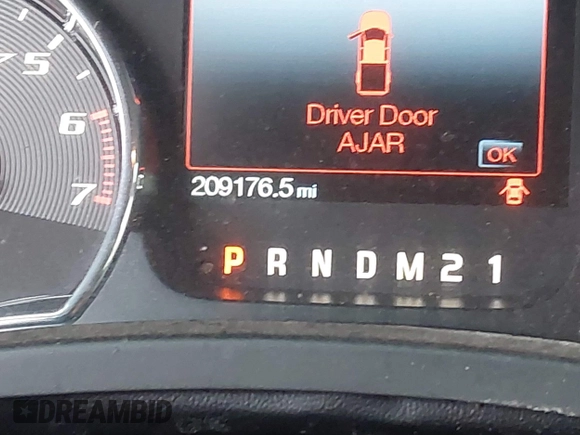 5
6
7
Driver Door
AJAR
OK
209176.5 mi
P R N D M 2 1
DREAMBID